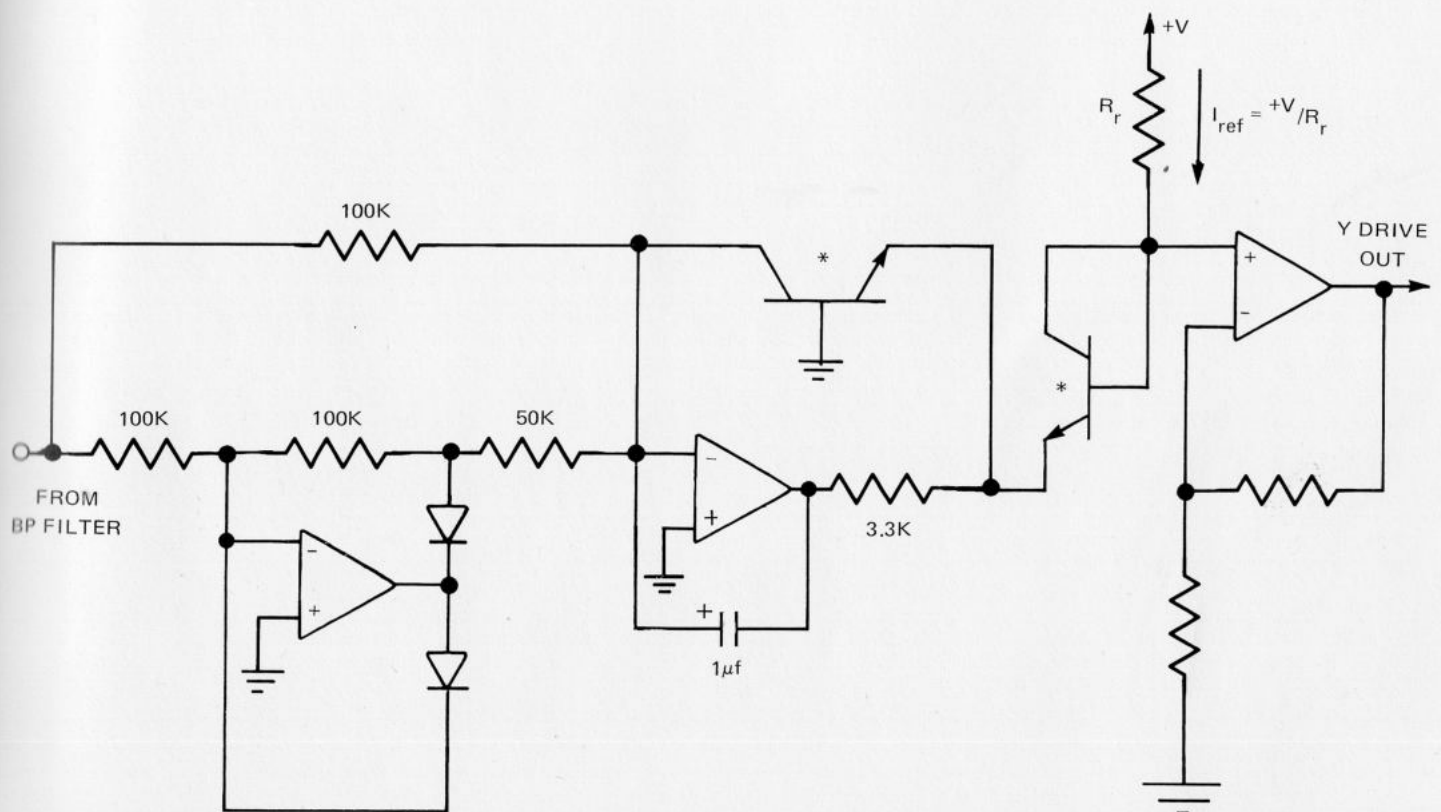 +V
R_r
I_ref = +V/R_r
100K
*
Y DRIVE
OUT
+
-
*
100K
100K
50K
FROM
BP FILTER
-
+
3.3K
-
+
+
1µf